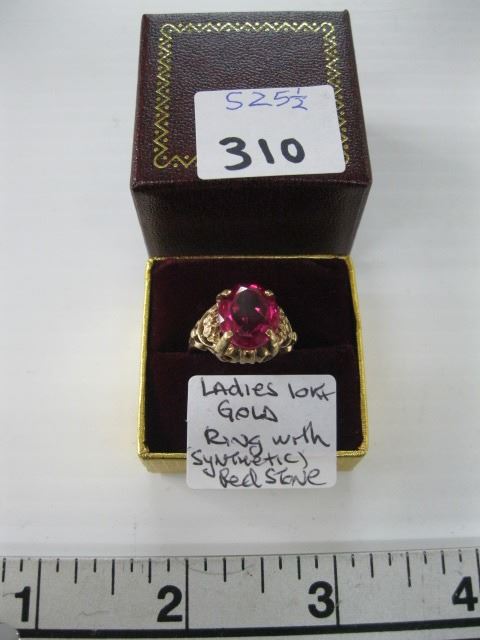 S25½
310
LADIES 10KT
GOLD
RING with
(SYNTHETIC)
Red STONE
1 2 3 4